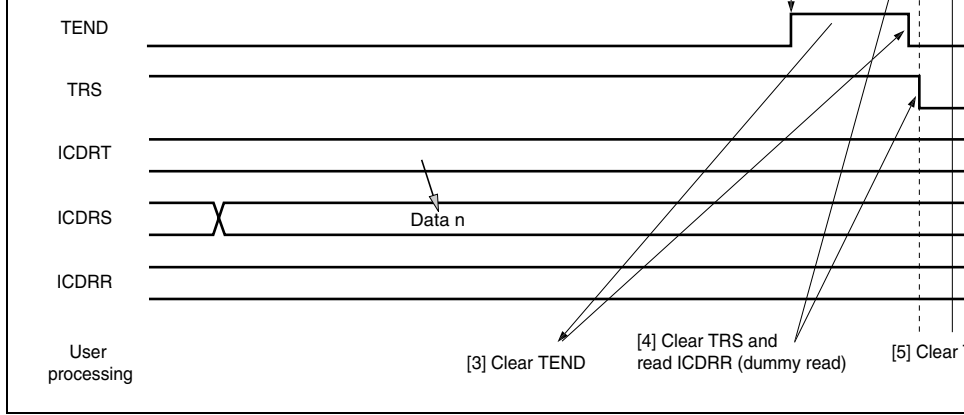 TEND
TRS
ICDRT
ICDRS
Data n
ICDRR
User
processing
[3] Clear TEND
[4] Clear TRS and
read ICDRR (dummy read)
[5] Clear